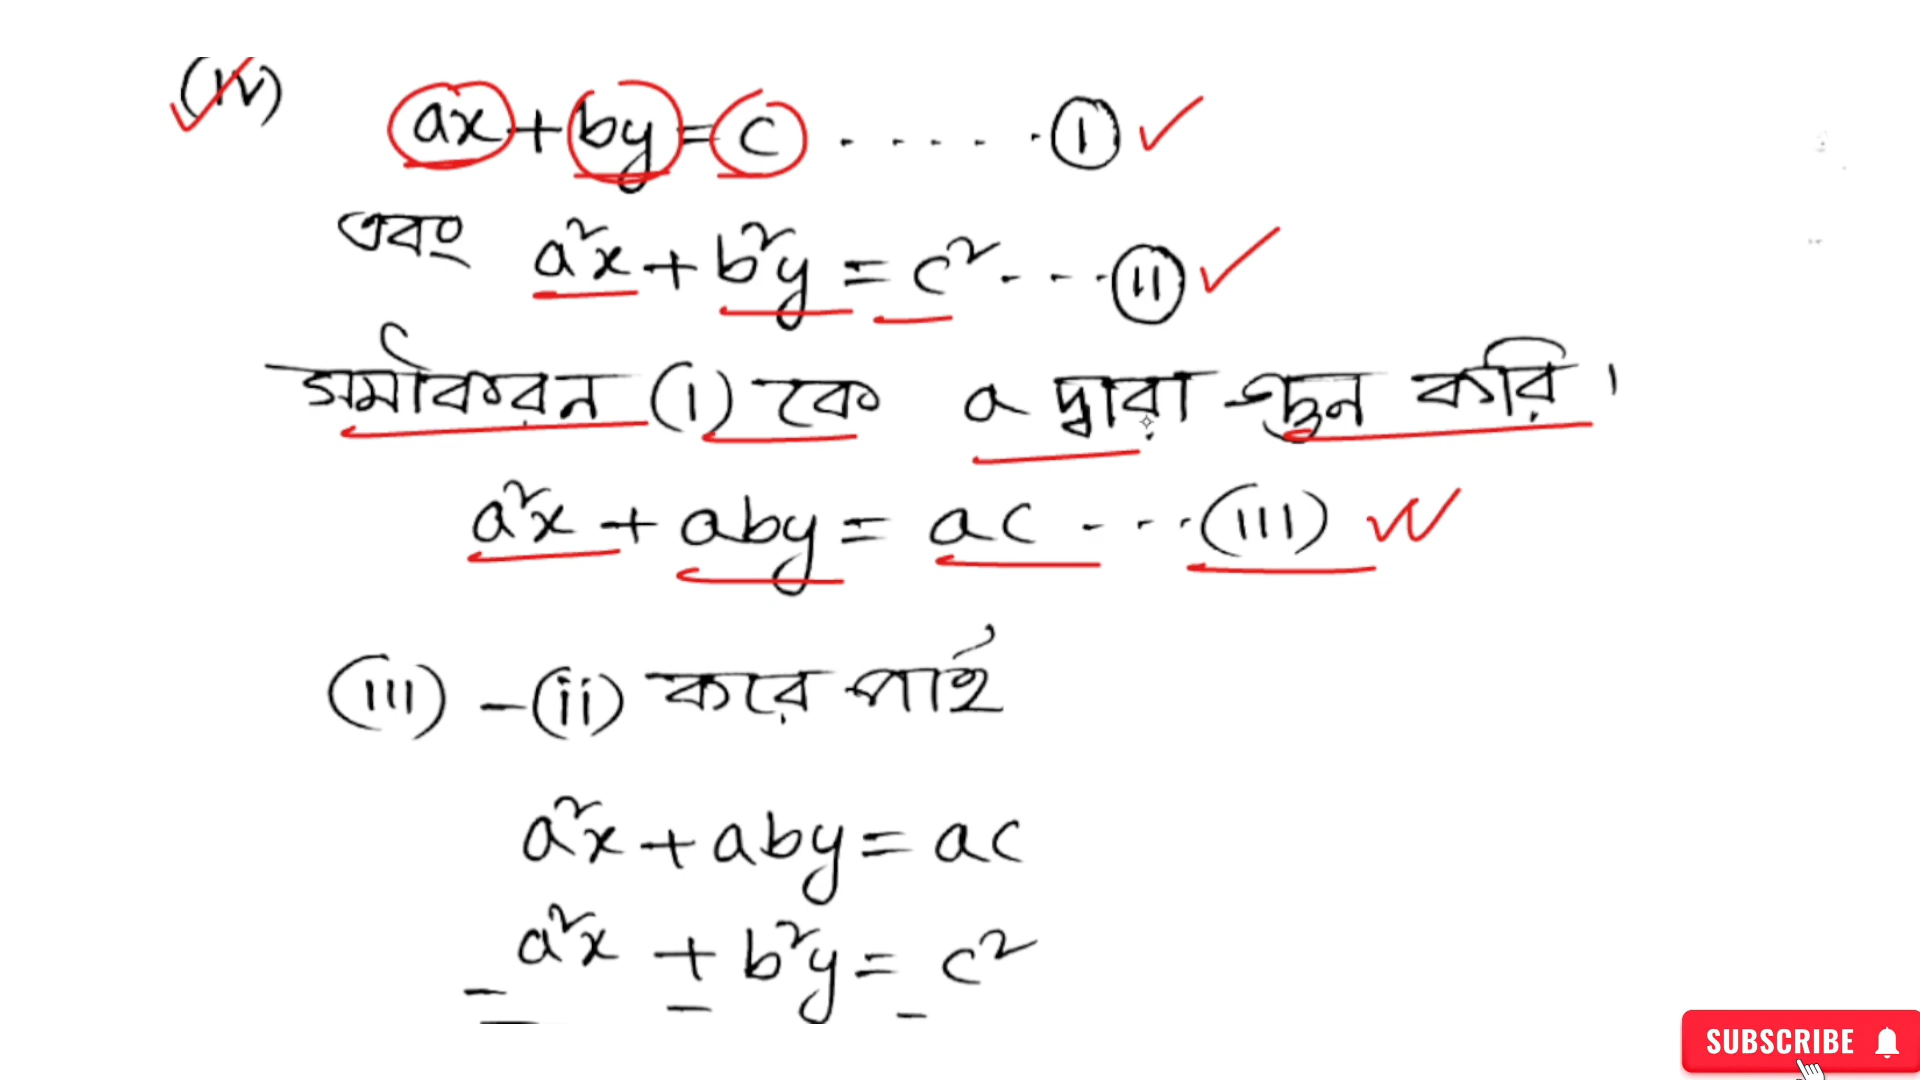 (iv) ax + by = c ...... (i)
এবং a²x + b²y = c² ... (ii)
সমীকরন (i) কে a দ্বারা গুন করি।
a²x + aby = ac ... (iii)
(iii) - (ii) করে পাই
a²x + aby = ac
a²x + b²y = c²
- - -
SUBSCRIBE